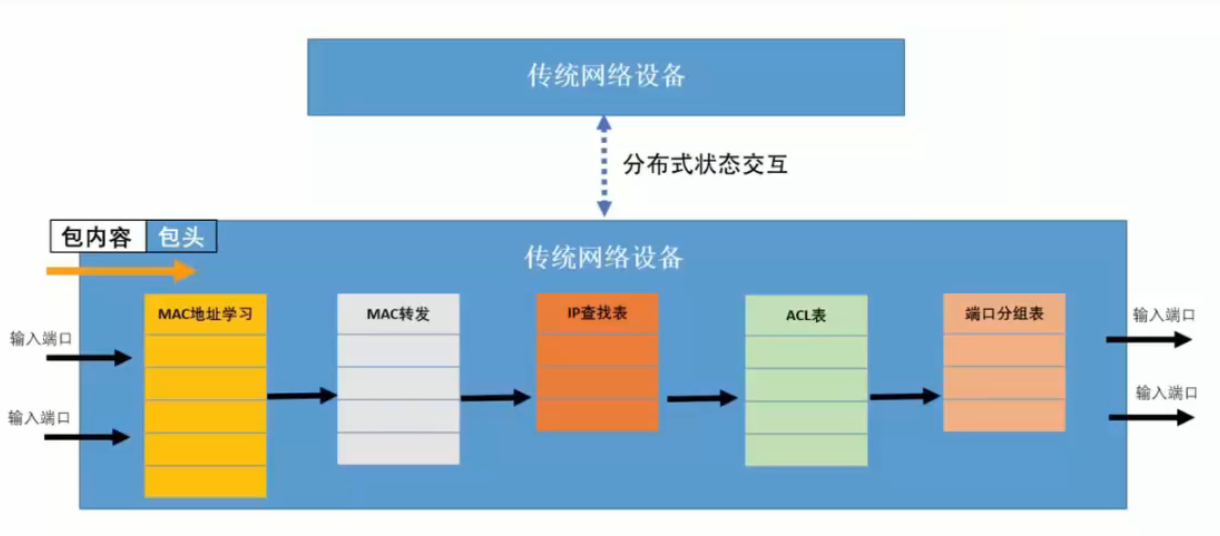 传统网络设备
分布式状态交互
包内容 包头
传统网络设备
MAC地址学习 MAC转发 IP查找表 ACL表 端口分组表
输入端口 输入端口
输入端口 输入端口